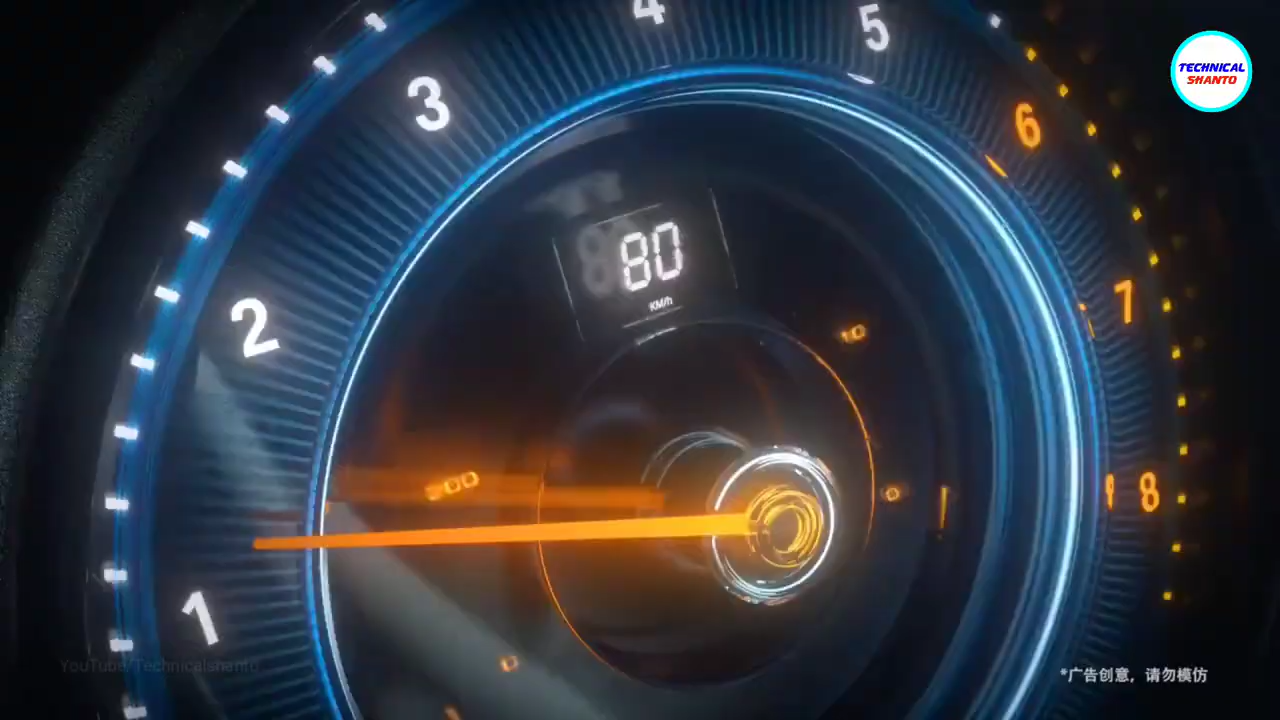 4
5
TECHNICAL
SHANTO
3
6
80
KM/h
2
7
8
1
YouTube/Technicalshanto
*广告创意，请勿模仿